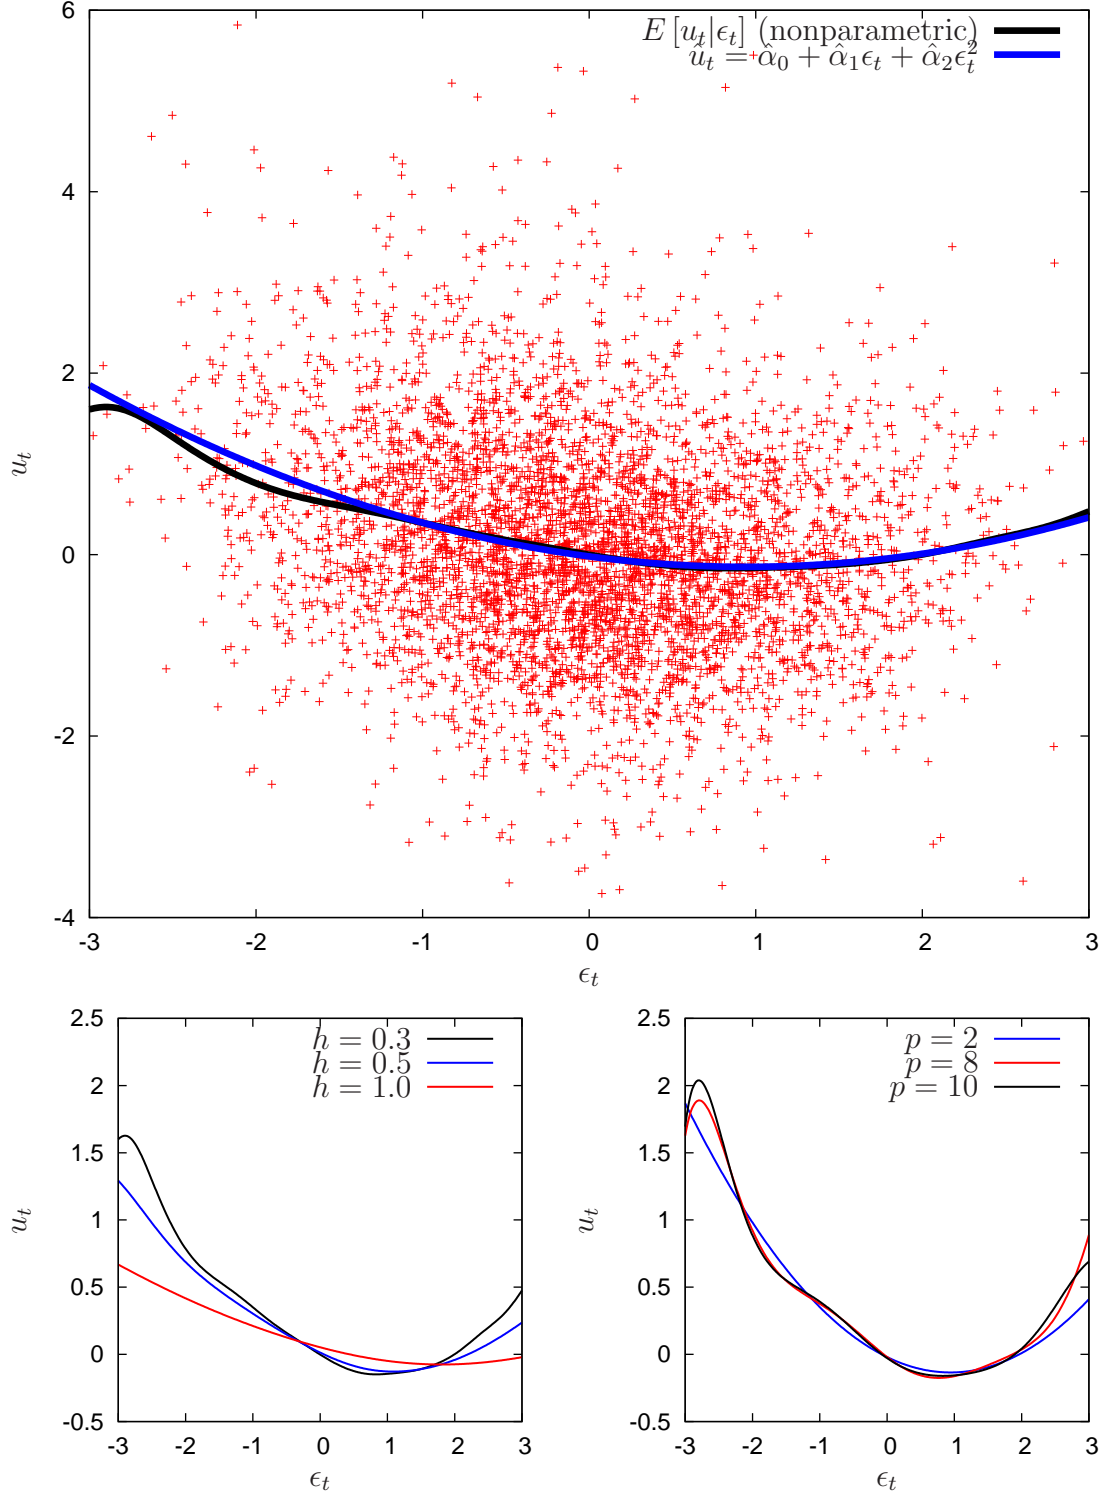 E [u_t|ϵ_t] (nonparametric)
û_t = α̂_0 + α̂_1ϵ_t + α̂_2ϵ_t^2
6
4
2
0
-2
-4
u_t
-3 -2 -1 0 1 2 3
ϵ_t
h = 0.3
h = 0.5
h = 1.0
2.5
2
1.5
1
0.5
0
-0.5
u_t
-3 -2 -1 0 1 2 3
ϵ_t
p = 2
p = 8
p = 10
2.5
2
1.5
1
0.5
0
-0.5
u_t
-3 -2 -1 0 1 2 3
ϵ_t